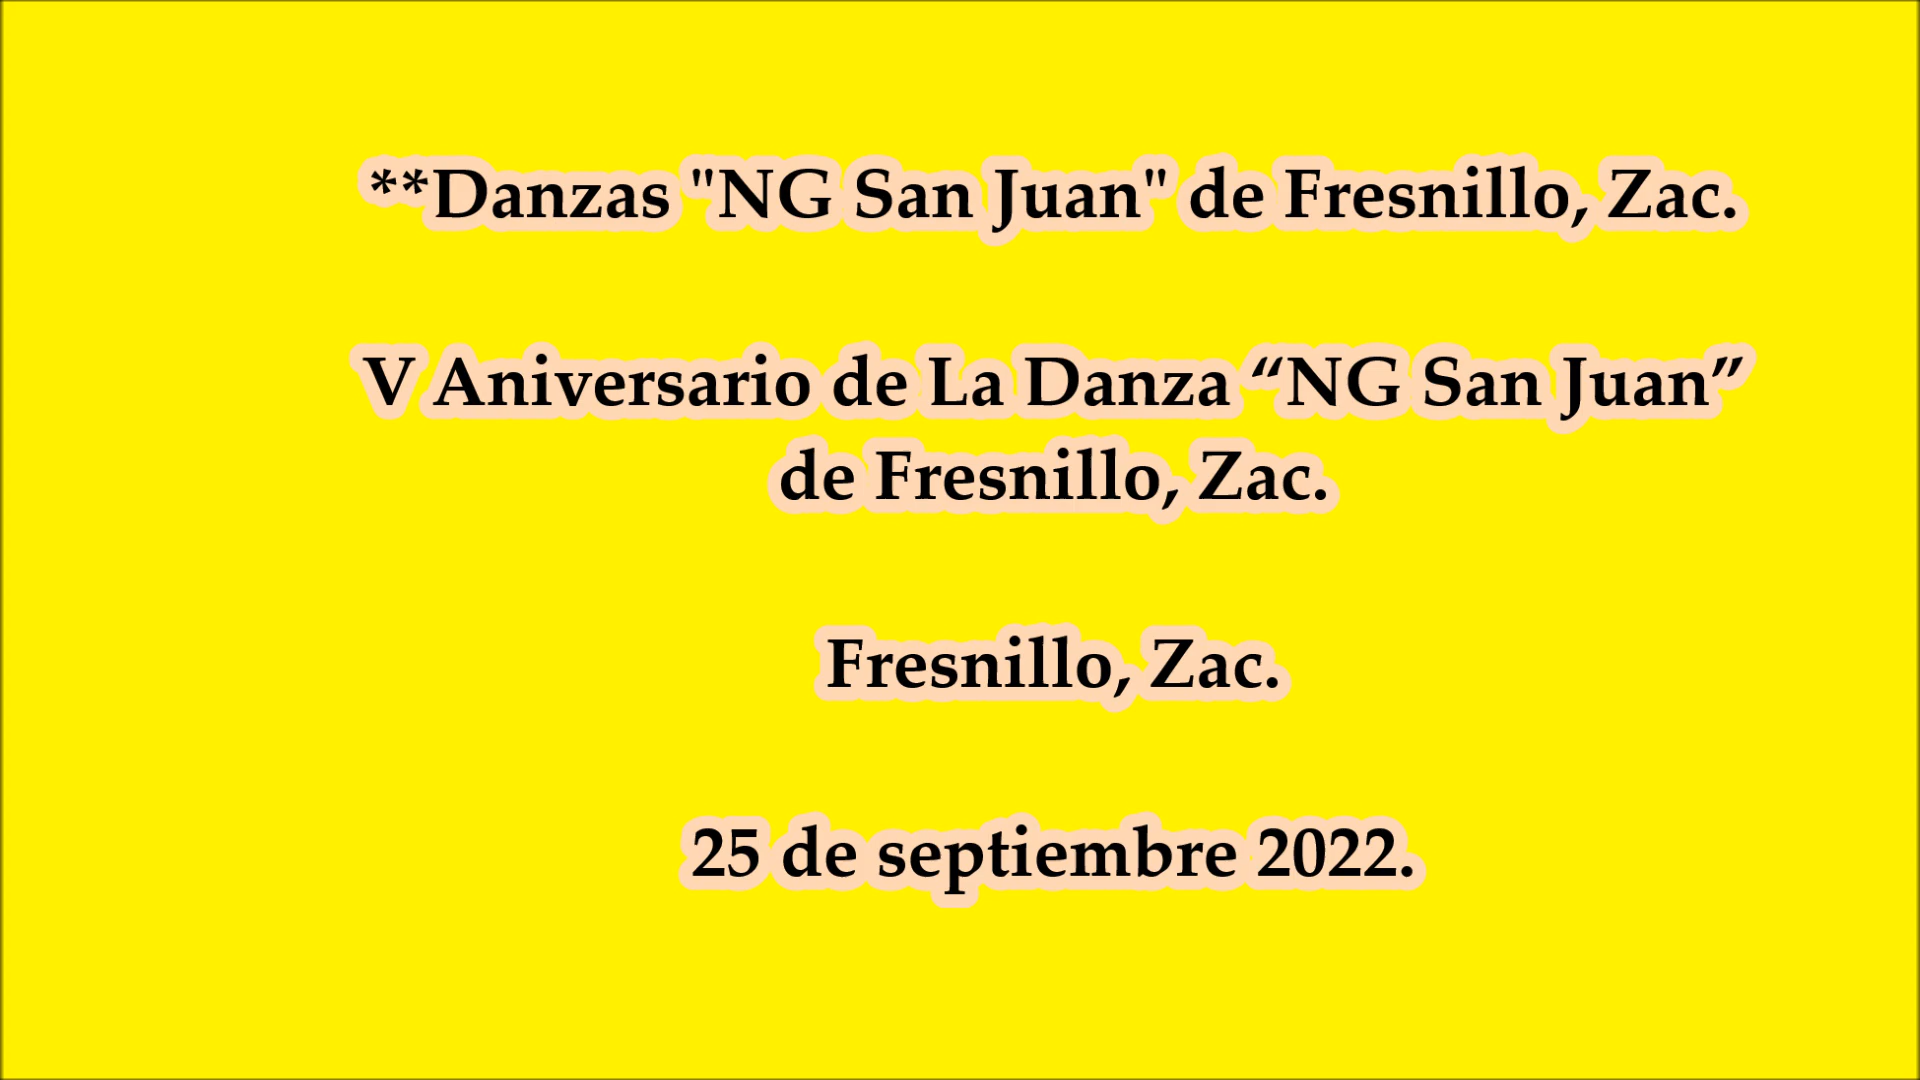 **Danzas "NG San Juan" de Fresnillo, Zac.
V Aniversario de La Danza “NG San Juan”
de Fresnillo, Zac.
Fresnillo, Zac.
25 de septiembre 2022.